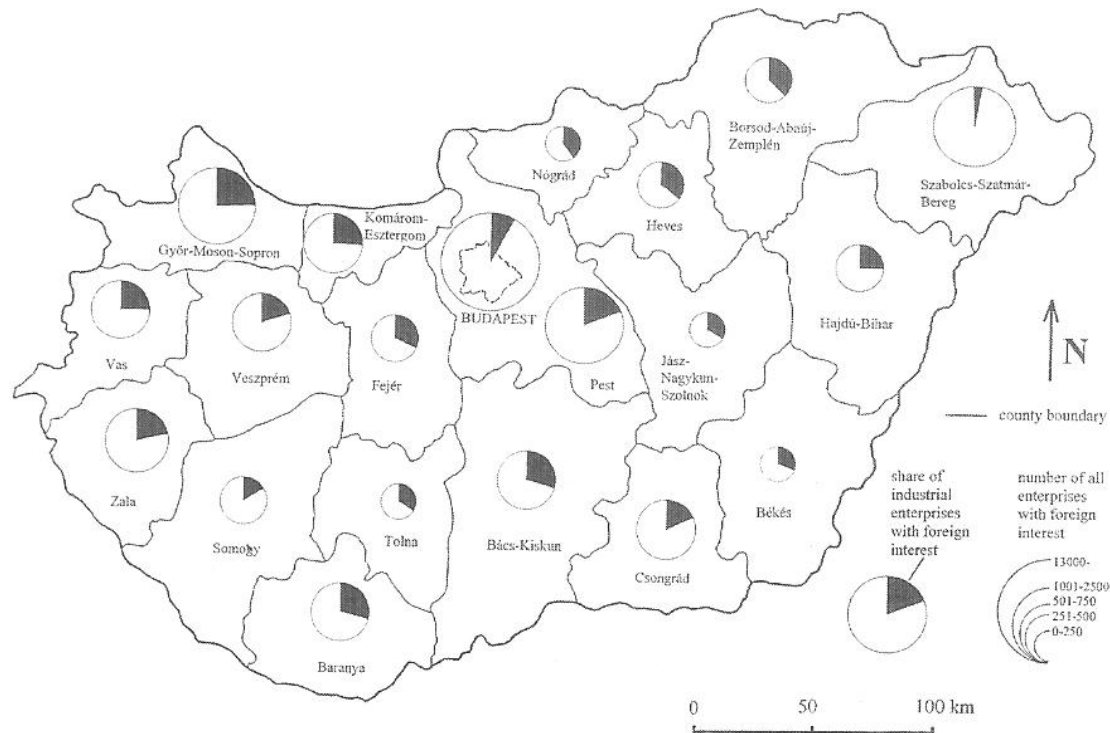 Borsod-Abaúj-
Zemplén
Szabolcs-Szatmár-
Bereg
Nógrád
Heves
Komárom-
Esztergom
Győr-Moson-Sopron
BUDAPEST
Hajdú-Bihar
N
Vas
Veszprém
Fejér
Pest
Jász-
Nagykun-
Szolnok
county boundary
Zala
Somogy
Tolna
Bács-Kiskun
Csongrád
Békés
Baranya
share of
industrial
enterprises
with foreign
interest
number of all
enterprises
with foreign
interest
13000-
1001-2500
501-750
251-500
0-250
0
50
100 km